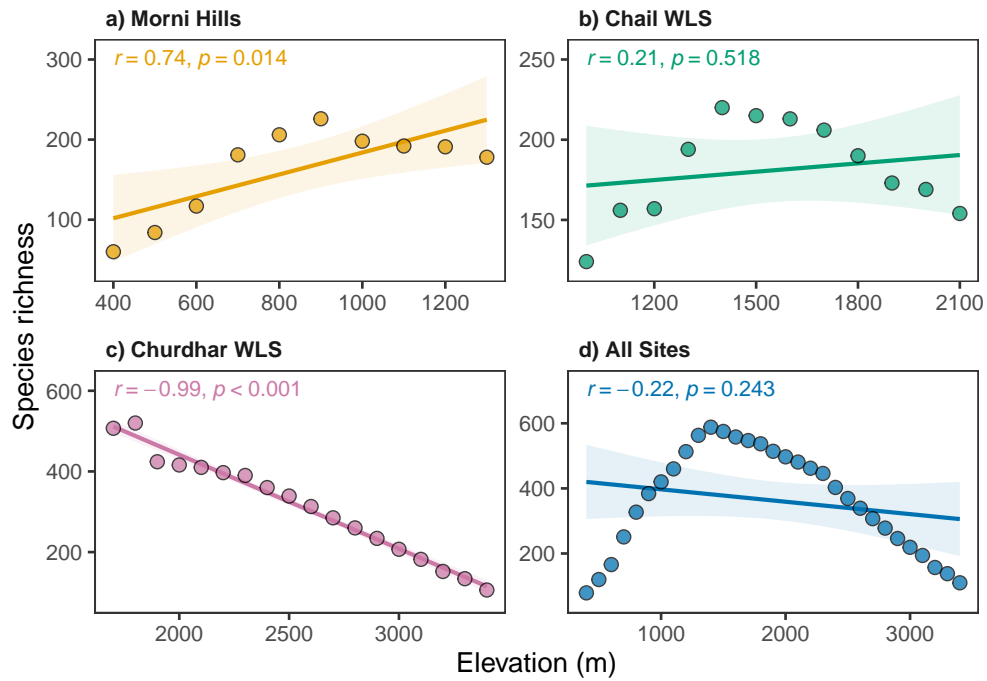 a) Morni Hills
r = 0.74, p = 0.014
300
200
100
400 600 800 1000 1200
b) Chail WLS
r = 0.21, p = 0.518
250
200
150
1200 1500 1800 2100
c) Churdhar WLS
r = −0.99, p < 0.001
600
400
200
2000 2500 3000
d) All Sites
r = −0.22, p = 0.243
600
400
200
1000 2000 3000
Species richness
Elevation (m)